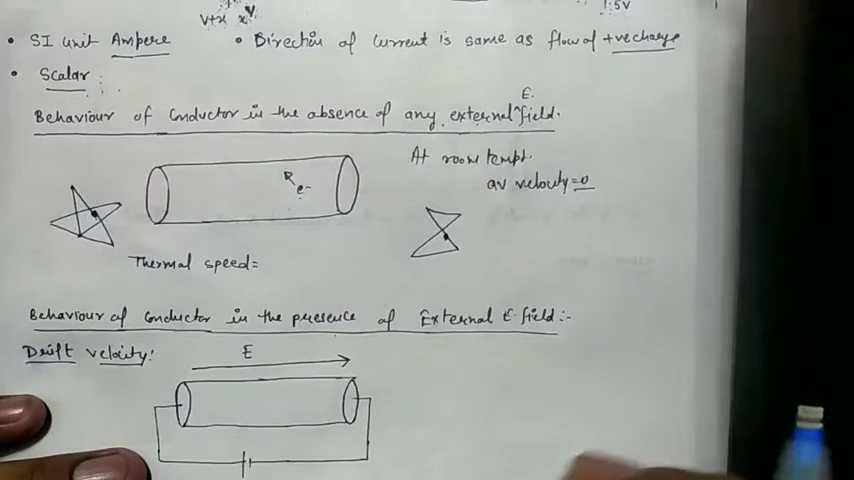 V+x x^v
1.5V
• SI unit Ampere • Direction of current is same as flow of +ve charge
• Scalar
Behaviour of Conductor in the absence of any external ^E. field.
At room tempt.
av velocity = 0
e-
Thermal speed=
Behaviour of Conductor in the presence of External E. field:-
Drift velocity:
E